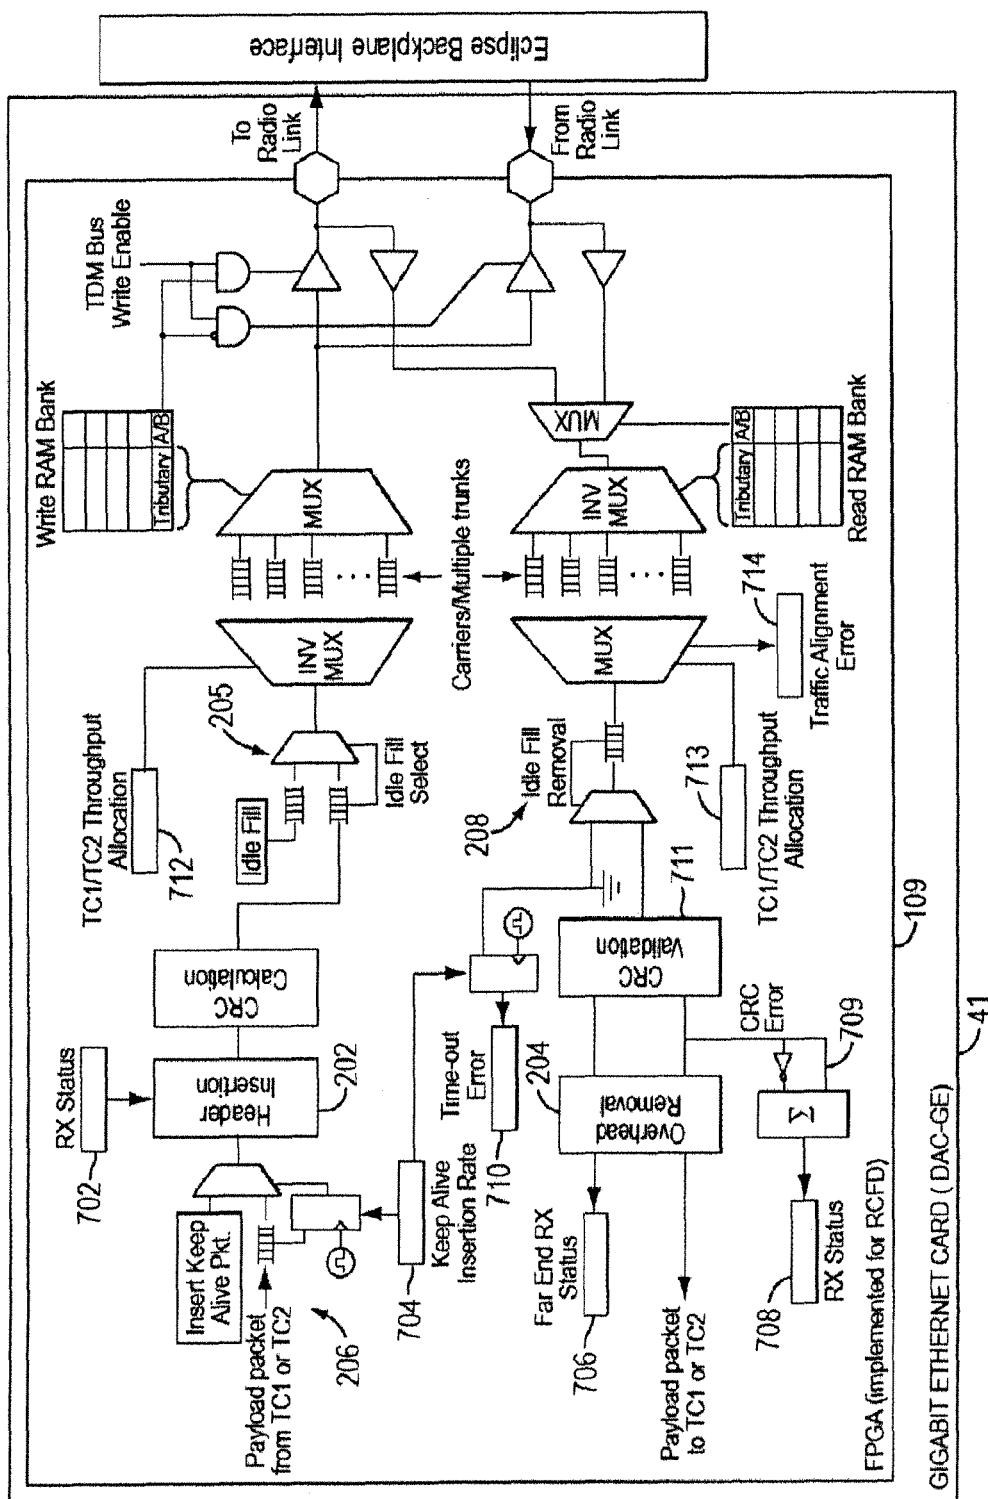 Eclipse Backplane Interface
To
Radio
Link
From
Radio
Link
TDM Bus
Write Enable
Write RAM Bank
Tributary A/B
MUX
MUX
INV
MUX
Tributary A/B
Read RAM Bank
Carriers/Multiple trunks
INV
MUX
MUX
714
Traffic Alignment
Error
TC1/TC2 Throughput
Allocation
712
205
Idle Fill
Idle Fill
Select
208
Idle Fill
Removal
713
TC1/TC2 Throughput
Allocation
CRC
Calculation
711
CRC
Validation
RX Status
702
Header
Insertion
202
Time-out
Error
710
204
Overhead
Removal
CRC
Error
709
Σ
Insert Keep
Alive Pkt.
Payload packet
from TC1 or TC2
206
Keep Alive
Insertion Rate
704
Far End RX
Status
706
Payload packet
to TC1 or TC2
RX Status
708
FPGA (implemented for RCFD)
109
GIGABIT ETHERNET CARD ( DAC-GE)
41